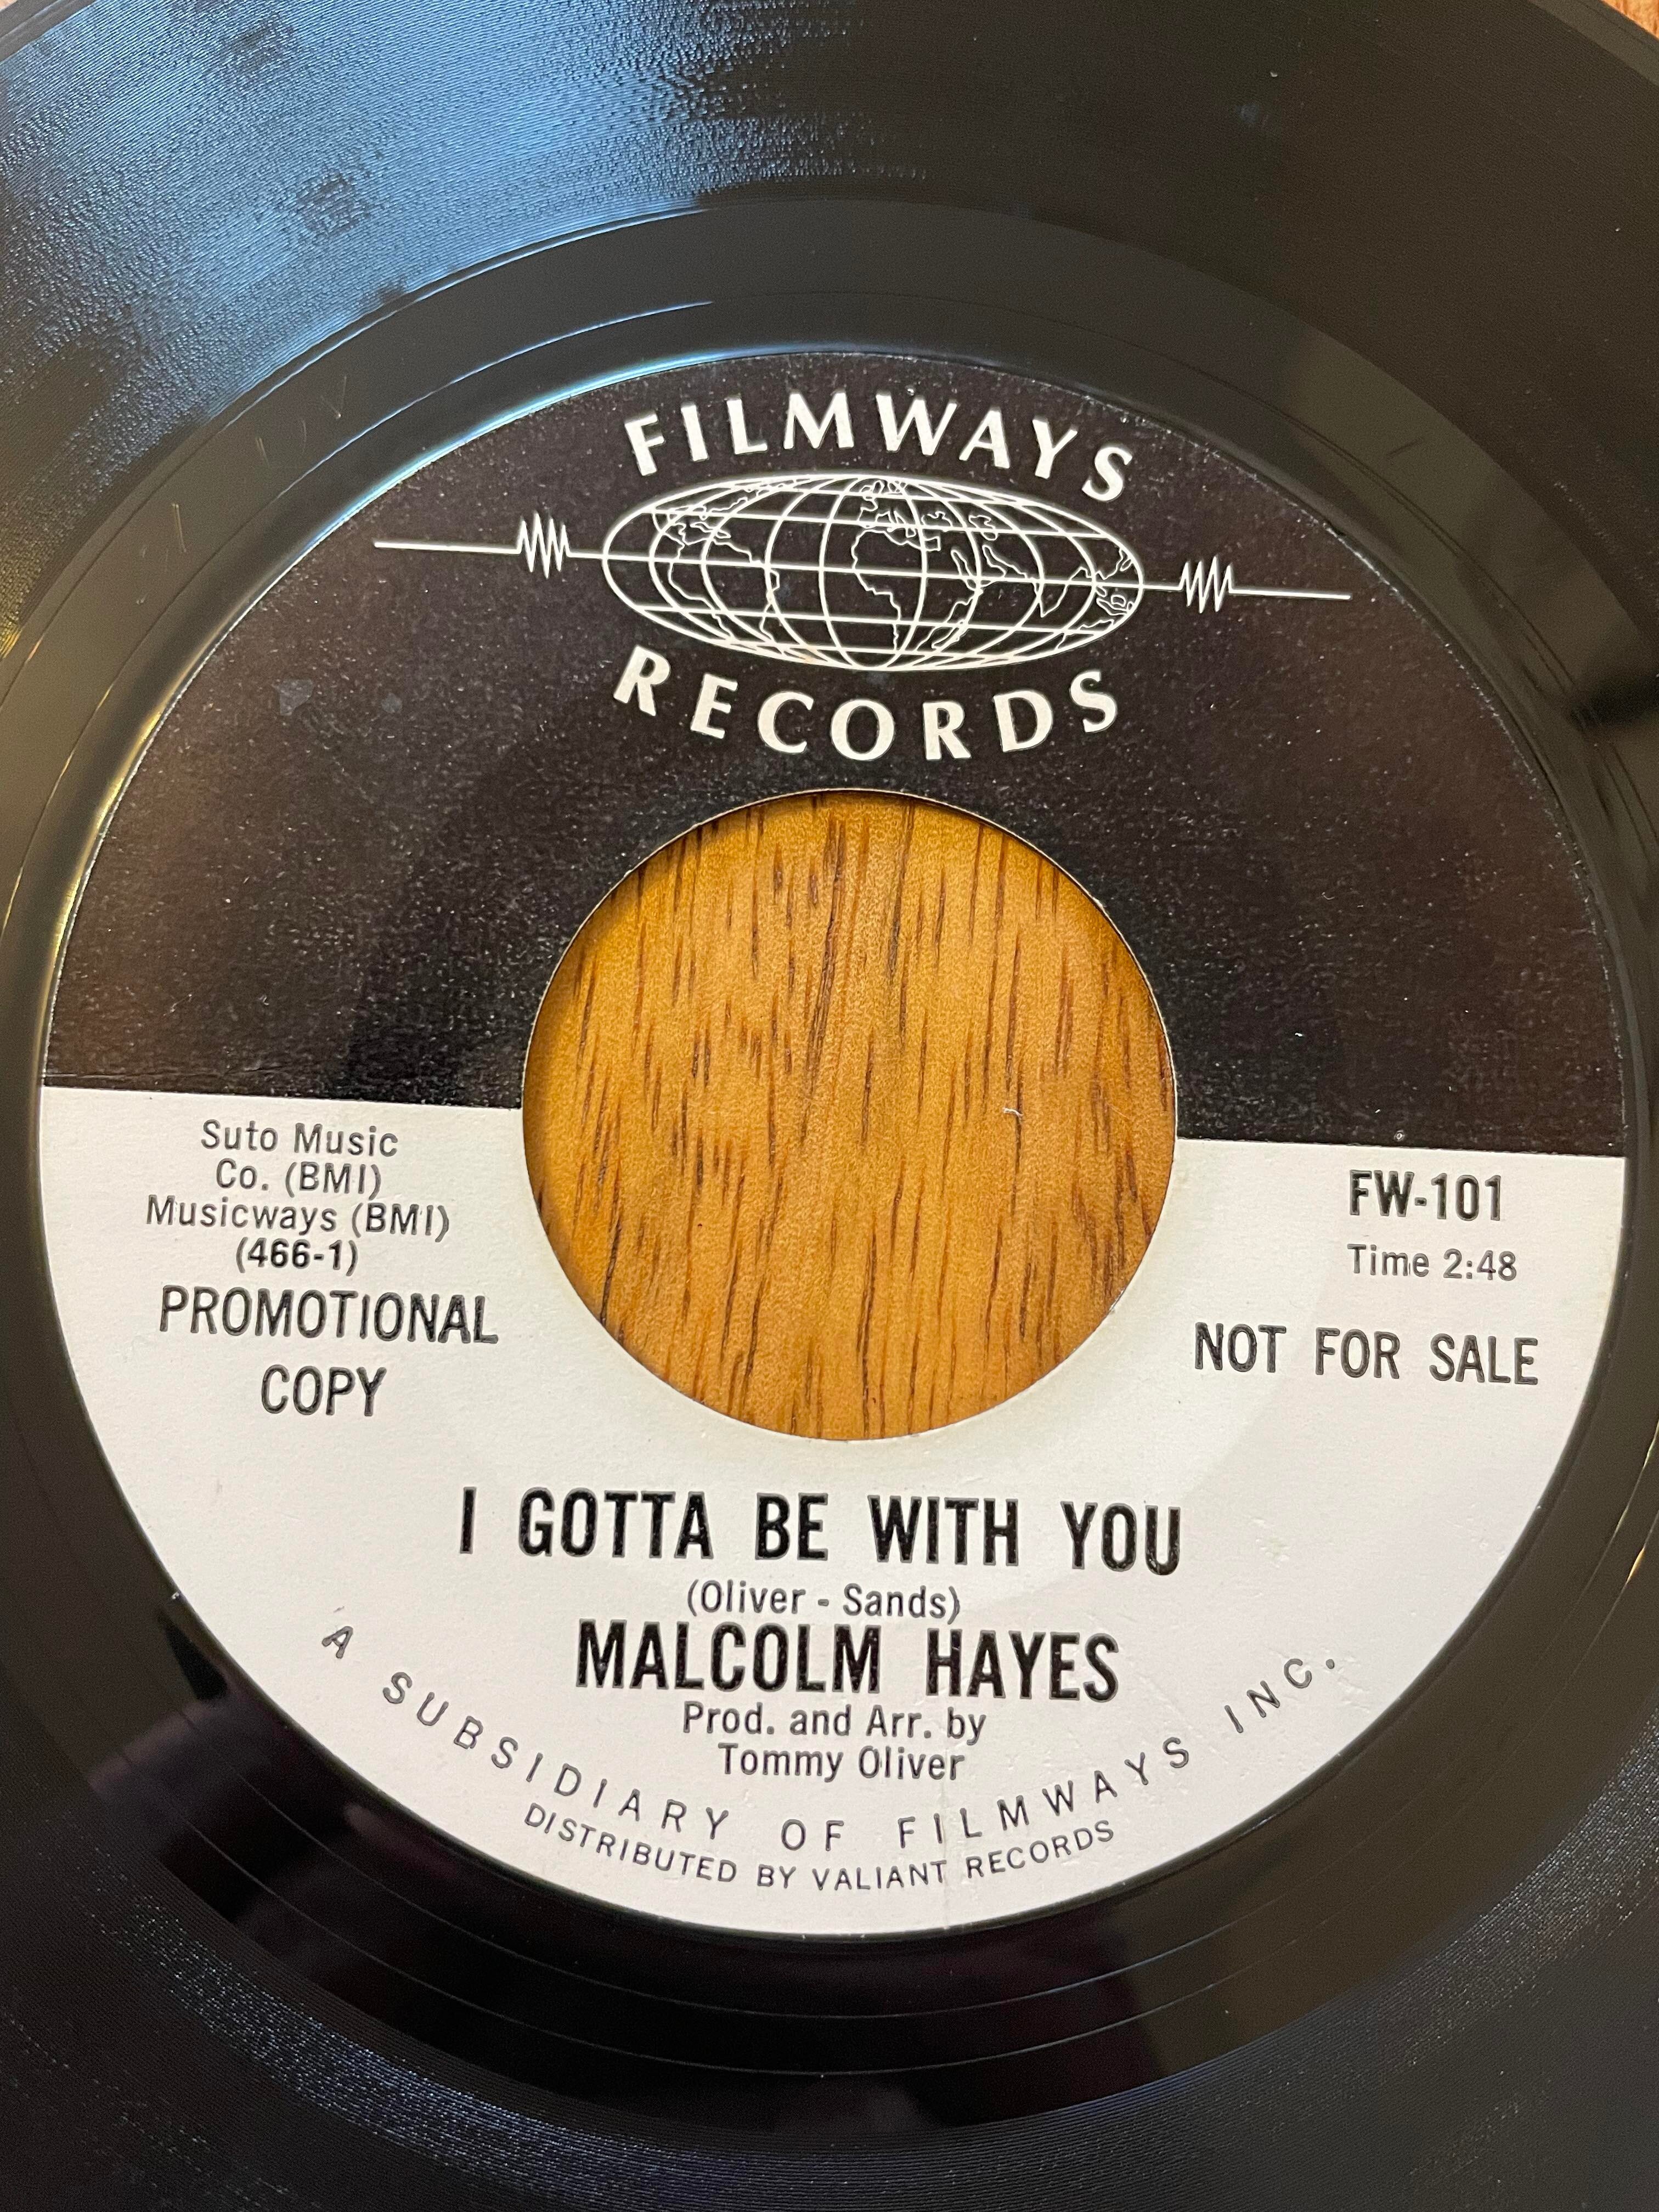 FILMWAYS
RECORDS
Suto Music
Co. (BMI)
Musicways (BMI)
(466-1)
PROMOTIONAL
COPY
FW-101
Time 2:48
NOT FOR SALE
I GOTTA BE WITH YOU
(Oliver - Sands)
MALCOLM HAYES
Prod. and Arr. by
Tommy Oliver
A SUBSIDIARY OF FILMWAYS INC.
DISTRIBUTED BY VALIANT RECORDS